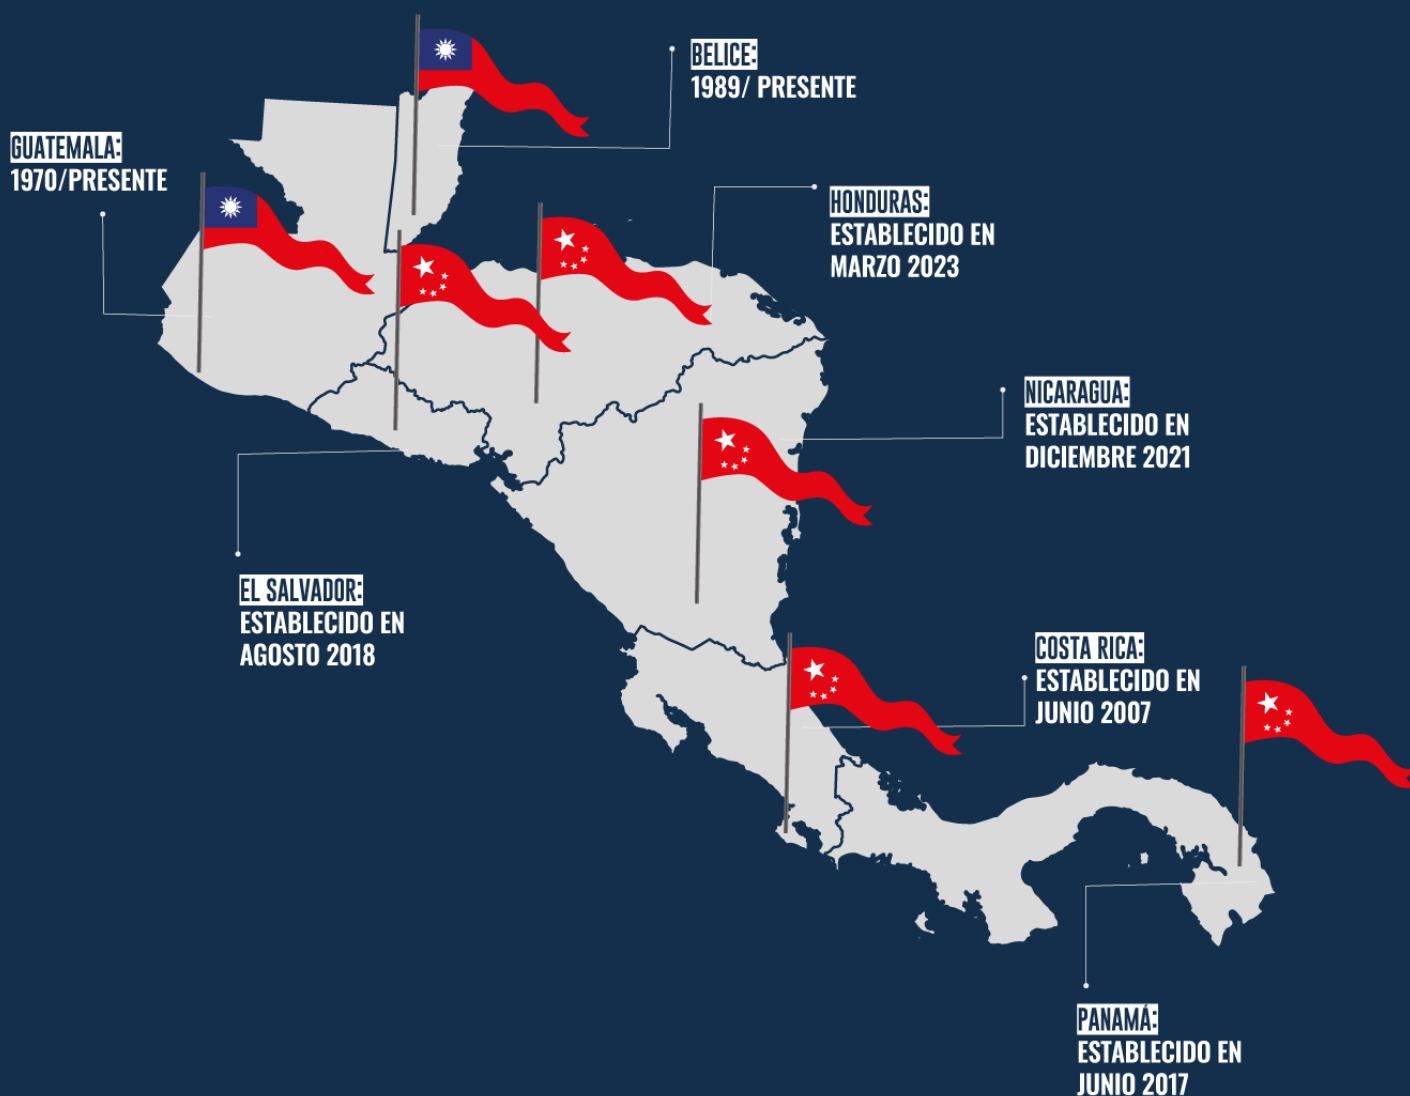 BELICE:
1989/ PRESENTE
GUATEMALA:
1970/PRESENTE
HONDURAS:
ESTABLECIDO EN
MARZO 2023
NICARAGUA:
ESTABLECIDO EN
DICIEMBRE 2021
EL SALVADOR:
ESTABLECIDO EN
AGOSTO 2018
COSTA RICA:
ESTABLECIDO EN
JUNIO 2007
PANAMÁ:
ESTABLECIDO EN
JUNIO 2017